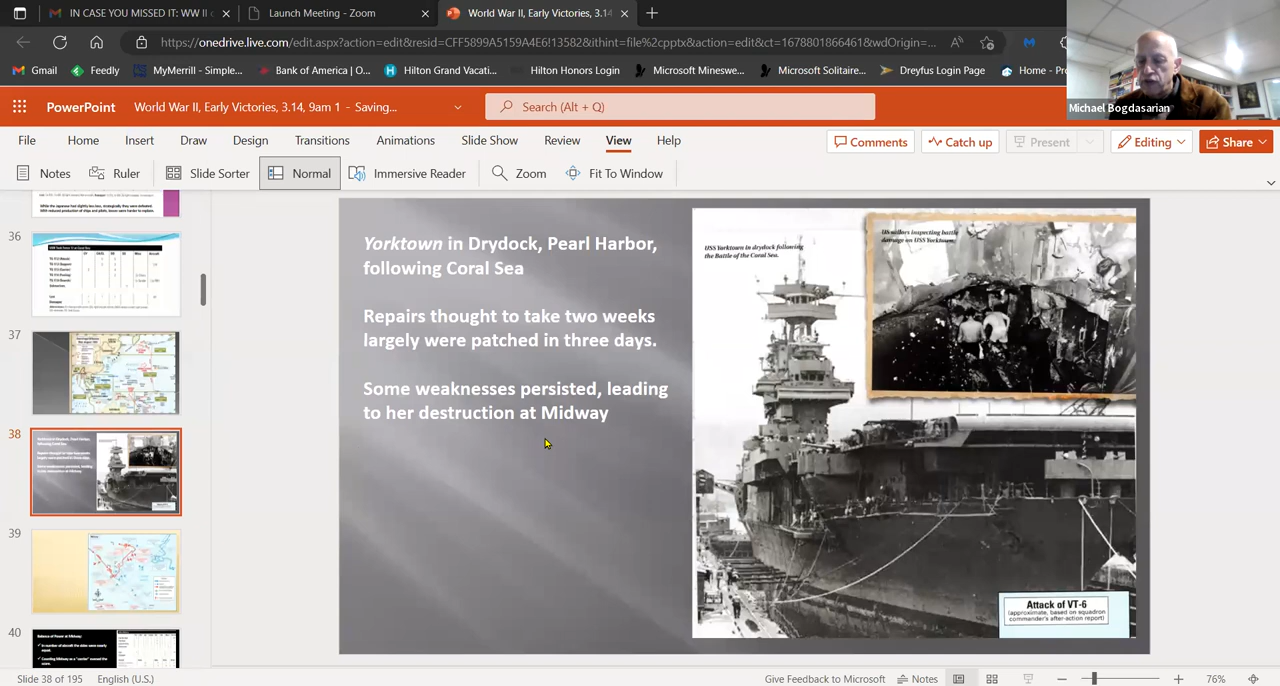 IN CASE YOU MISSED IT: WW II
Launch Meeting - Zoom
World War II, Early Victories, 3.14
https://onedrive.live.com/edit.aspx?action=edit&resid=CFF5899A5159A4E6!13582&ithint=file%2cpptx&action=edit&ct=1678801866461&wdOrigin=...
Gmail
Feedly
MyMerrill - Simple...
Bank of America | O...
Hilton Grand Vacati...
Hilton Honors Login
Microsoft Mineswe...
Microsoft Solitaire...
Dreyfus Login Page
Home - Pr
Michael Bogdasarian
PowerPoint
World War II, Early Victories, 3.14, 9am 1 - Saving...
Search (Alt + Q)
File
Home
Insert
Draw
Design
Transitions
Animations
Slide Show
Review
View
Help
Comments
Catch up
Present
Editing
Share
Notes
Ruler
Slide Sorter
Normal
Immersive Reader
Zoom
Fit To Window
36
37
38
39
40
Balance of Power at Midway
Yorktown in Drydock, Pearl Harbor,
following Coral Sea
Repairs thought to take two weeks
largely were patched in three days.
Some weaknesses persisted, leading
to her destruction at Midway
USS Yorktown in drydock following
the Battle of the Coral Sea.
US sailors inspecting battle
damage on USS Yorktown.
Attack of VT-6
(approximate, based on squadron
commander's after-action report)
Slide 38 of 195
English (U.S.)
Give Feedback to Microsoft
Notes
76%